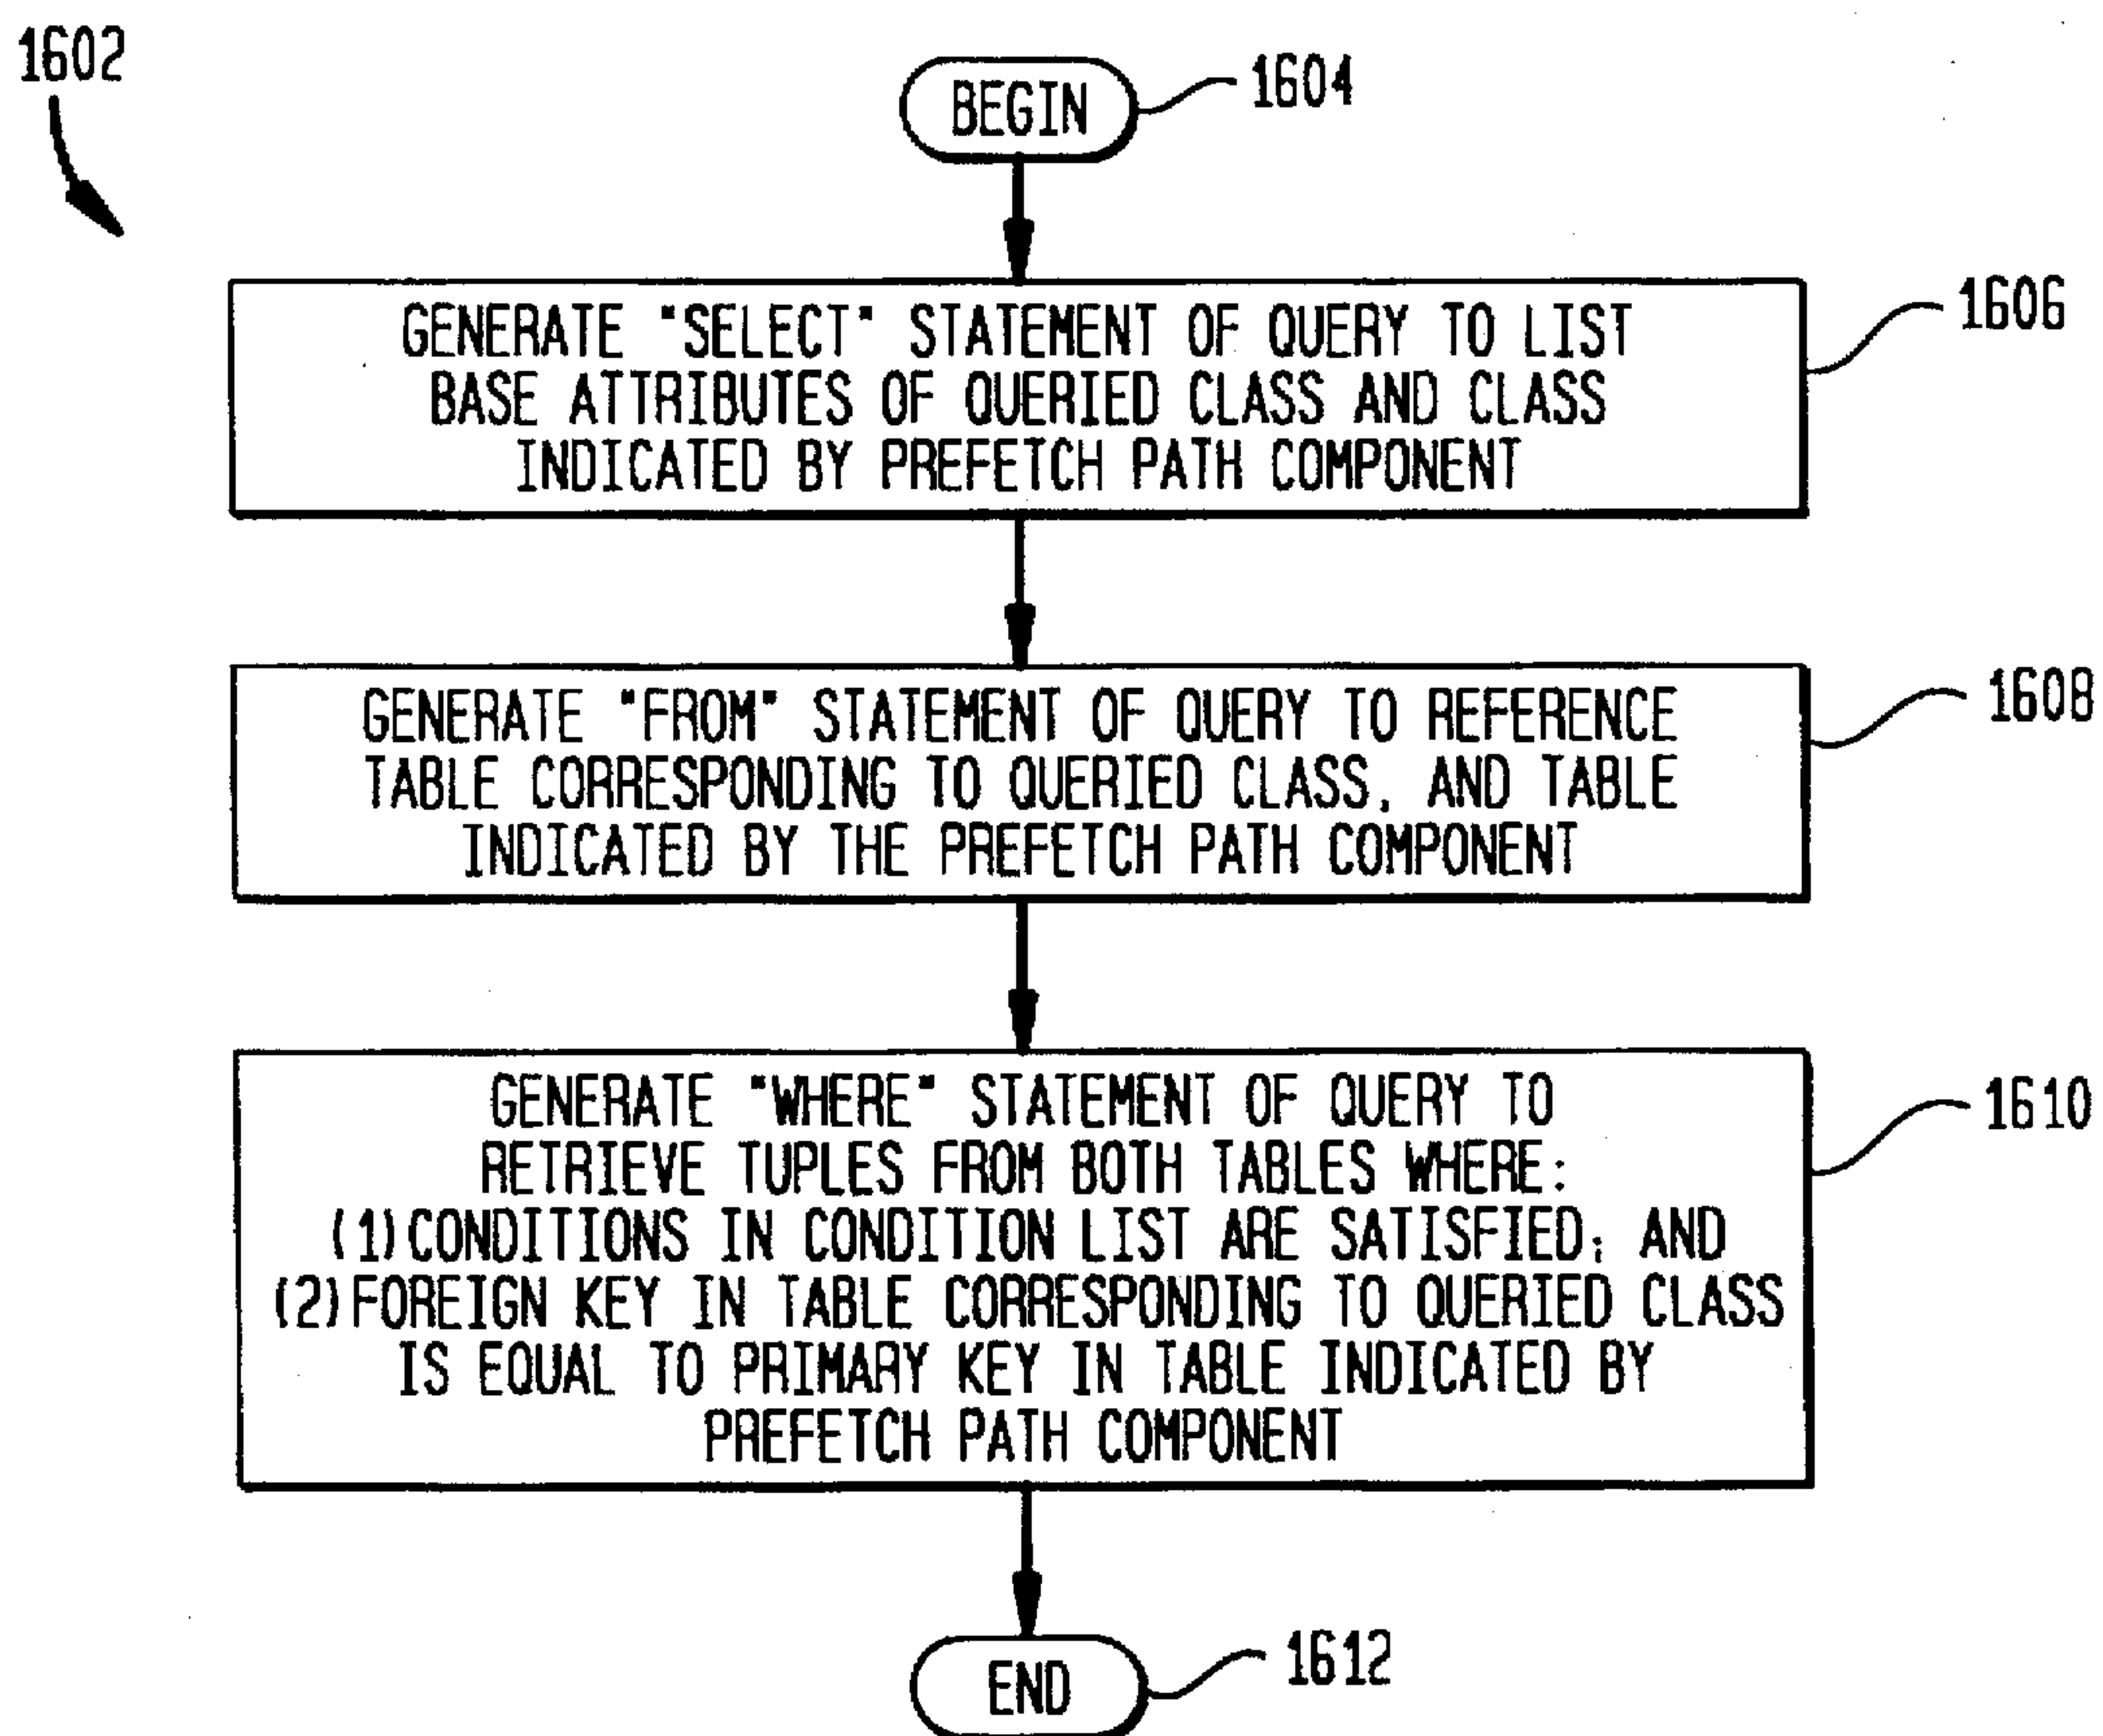 1602
BEGIN
1604
GENERATE "SELECT" STATEMENT OF QUERY TO LIST
BASE ATTRIBUTES OF QUERIED CLASS AND CLASS
INDICATED BY PREFETCH PATH COMPONENT
1606
GENERATE "FROM" STATEMENT OF QUERY TO REFERENCE
TABLE CORRESPONDING TO QUERIED CLASS, AND TABLE
INDICATED BY THE PREFETCH PATH COMPONENT
1608
GENERATE "WHERE" STATEMENT OF QUERY TO
RETRIEVE TUPLES FROM BOTH TABLES WHERE:
(1) CONDITIONS IN CONDITION LIST ARE SATISFIED; AND
(2) FOREIGN KEY IN TABLE CORRESPONDING TO QUERIED CLASS
IS EQUAL TO PRIMARY KEY IN TABLE INDICATED BY
PREFETCH PATH COMPONENT
1610
END
1612